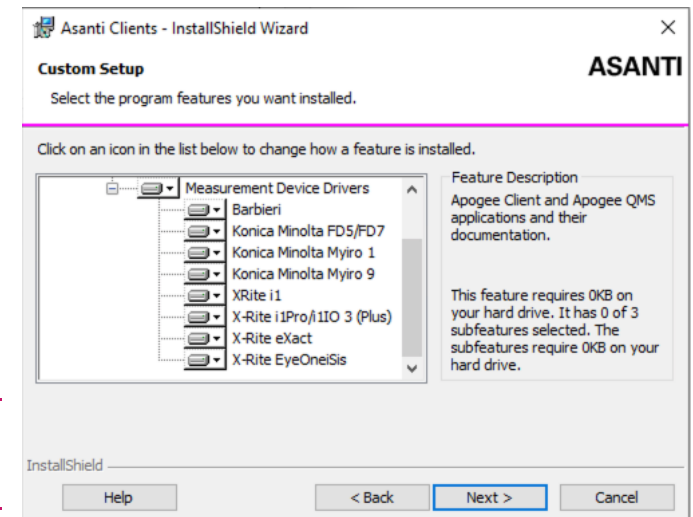 Asanti Clients - InstallShield Wizard
Custom Setup
ASANTI
Select the program features you want installed.
Click on an icon in the list below to change how a feature is installed.
Measurement Device Drivers
Barbieri
Konica Minolta FD5/FD7
Konica Minolta Myiro 1
Konica Minolta Myiro 9
XRite i1
X-Rite i1Pro/i1IO 3 (Plus)
X-Rite eXact
X-Rite EyeOneiSis
Feature Description
Apogee Client and Apogee QMS
applications and their
documentation.
This feature requires 0KB on
your hard drive. It has 0 of 3
subfeatures selected. The
subfeatures require 0KB on your
hard drive.
InstallShield
Help
< Back
Next >
Cancel